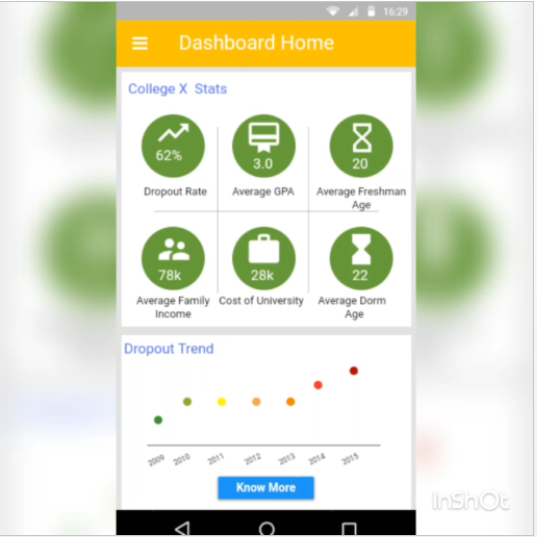 16:29
Dashboard Home
College X Stats
62%
3.0
20
Dropout Rate
Average GPA
Average Freshman
Age
78k
28k
22
Average Family
Income
Cost of University
Average Dorm
Age
Dropout Trend
2009
2010
2011
2012
2013
2014
2015
Know More
InShOt